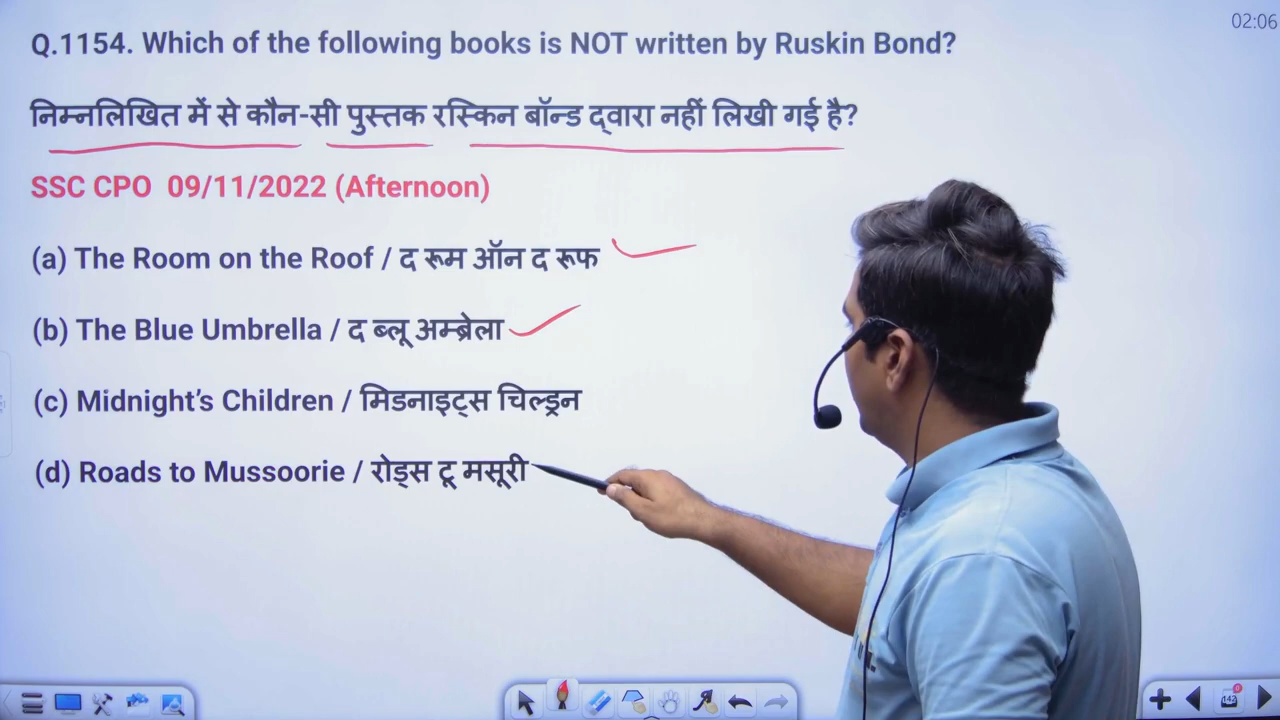 02:06
Q.1154. Which of the following books is NOT written by Ruskin Bond?
निम्नलिखित में से कौन-सी पुस्तक रस्किन बॉन्ड द्वारा नहीं लिखी गई है?
SSC CPO 09/11/2022 (Afternoon)
(a) The Room on the Roof / द रूम ऑन द रूफ
(b) The Blue Umbrella / द ब्लू अम्ब्रेला
(c) Midnight's Children / मिडनाइट्स चिल्ड्रन
(d) Roads to Mussoorie / रोड्स टू मसूरी
142